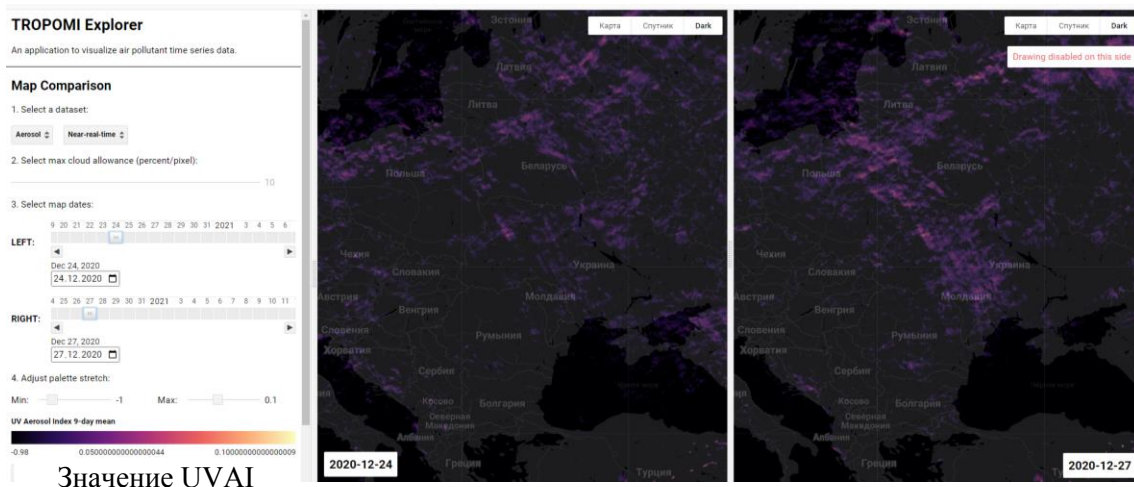 TROPOMI Explorer
An application to visualize air pollutant time series data.
Map Comparison
1. Select a dataset:
Aerosol Near-real-time
2. Select max cloud allowance (percent/pixel):
10
3. Select map dates:
9 20 21 22 23 24 25 26 27 28 29 30 31 2021 3 4 5 6
LEFT:
Dec 24, 2020
24.12.2020
4 25 26 27 28 29 30 31 2021 3 4 5 6 7 8 9 10 11
RIGHT:
Dec 27, 2020
27.12.2020
4. Adjust palette stretch:
Min: -1 Max: 0.1
UV Aerosol Index 9-day mean
-0.98 0.05000000000000044 0.10000000000000009
Значение UVAI
Карта Спутник Dark
Эстония
Латвия
Литва
Беларусь
Польша
Чехия
Украина
Словакия
Австрия
Молдавия
Венгрия
Словения
Румыния
Хорватия
Сербия
Косово
Болгария
Северная
Македония
Албания
Греция
Турция
2020-12-24
Карта Спутник Dark
Drawing disabled on this side
Эстония
Латвия
Литва
Беларусь
Польша
Чехия
Украина
Словакия
Австрия
Молдавия
Венгрия
Словения
Румыния
Хорватия
Сербия
Косово
Болгария
Северная
Македония
Албания
Греция
2020-12-27